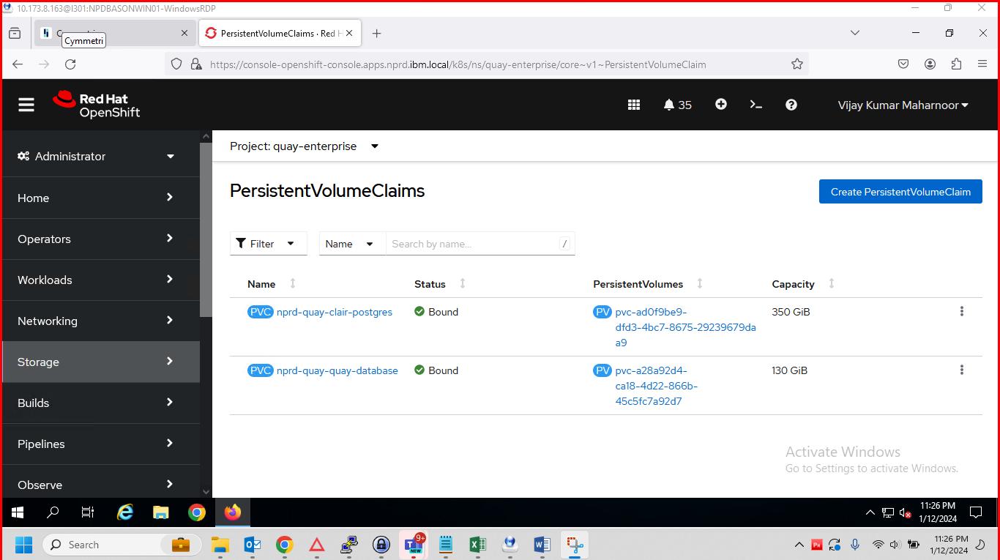 10.173.8.163@I301:NPDBASONWIN01-WindowsRDP
Cymmetri
PersistentVolumeClaims · Red H
https://console-openshift-console.apps.nprd.ibm.local/k8s/ns/quay-enterprise/core~v1~PersistentVolumeClaim
Red Hat
OpenShift
35
Vijay Kumar Maharnoor
Administrator
Home
Operators
Workloads
Networking
Storage
Builds
Pipelines
Observe
Project: quay-enterprise
PersistentVolumeClaims
Create PersistentVolumeClaim
Filter
Name
Search by name...
/
Name Status PersistentVolumes Capacity
PVC nprd-quay-clair-postgres Bound PV pvc-ad0f9be9- 350 GiB
dfd3-4bc7-8675-29239679da
a9
PVC nprd-quay-quay-database Bound PV pvc-a28a92d4- 130 GiB
ca18-4d22-866b-
45c5fc7a92d7
Activate Windows
Go to Settings to activate Windows.
11:26 PM
1/12/2024
Search
9+
NEW
11:26 PM
1/12/2024